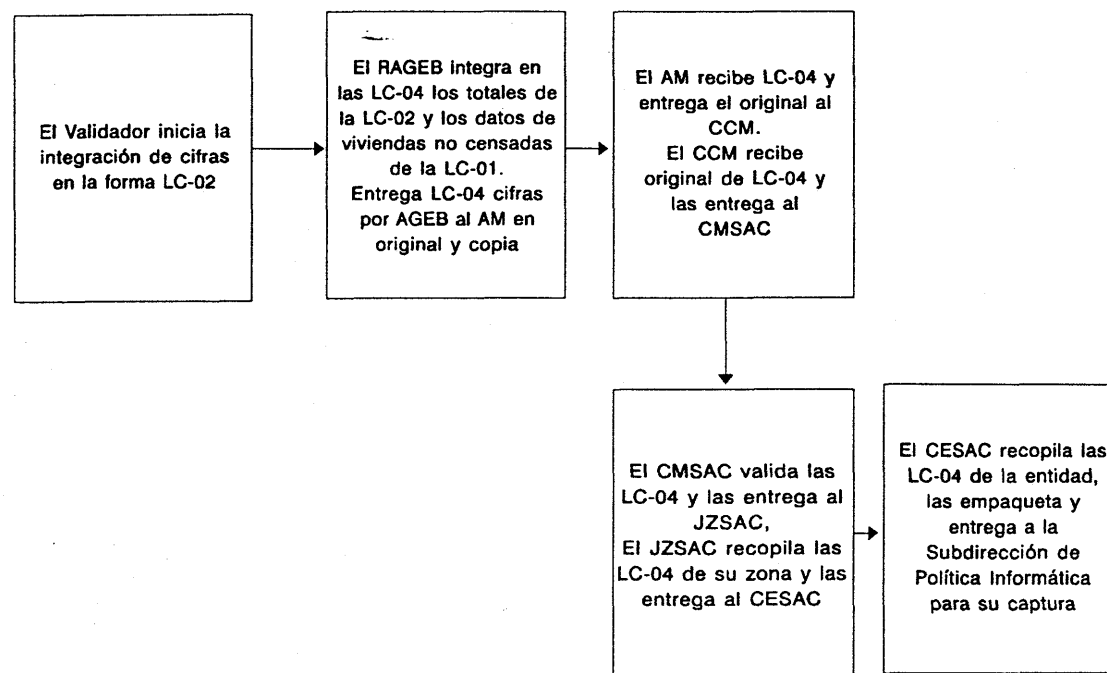 El Validador inicia la
integración de cifras
en la forma LC-02
El RAGEB integra en
las LC-04 los totales de
la LC-02 y los datos de
viviendas no censadas
de la LC-01.
Entrega LC-04 cifras
por AGEB al AM en
original y copia
El AM recibe LC-04 y
entrega el original al
CCM.
El CCM recibe
original de LC-04 y
las entrega al
CMSAC
El CMSAC valida las
LC-04 y las entrega al
JZSAC,
El JZSAC recopila las
LC-04 de su zona y las
entrega al CESAC
El CESAC recopila las
LC-04 de la entidad,
las empaqueta y
entrega a la
Subdirección de
Política Informática
para su captura